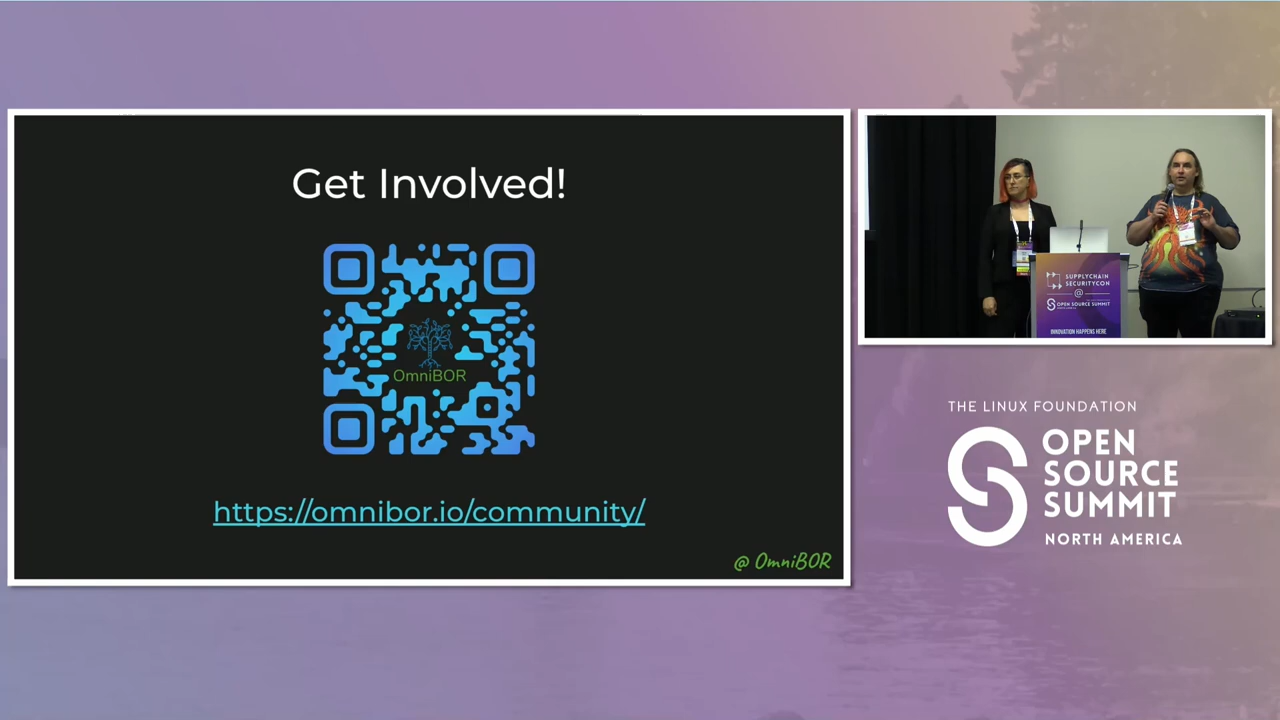 Get Involved!
OmniBOR
https://omnibor.io/community/
@ OmniBOR
SUPPLYCHAIN
SECURITYCON
@
OPEN SOURCE SUMMIT
INNOVATION HAPPENS HERE
THE LINUX FOUNDATION
OPEN
SOURCE
SUMMIT
NORTH AMERICA